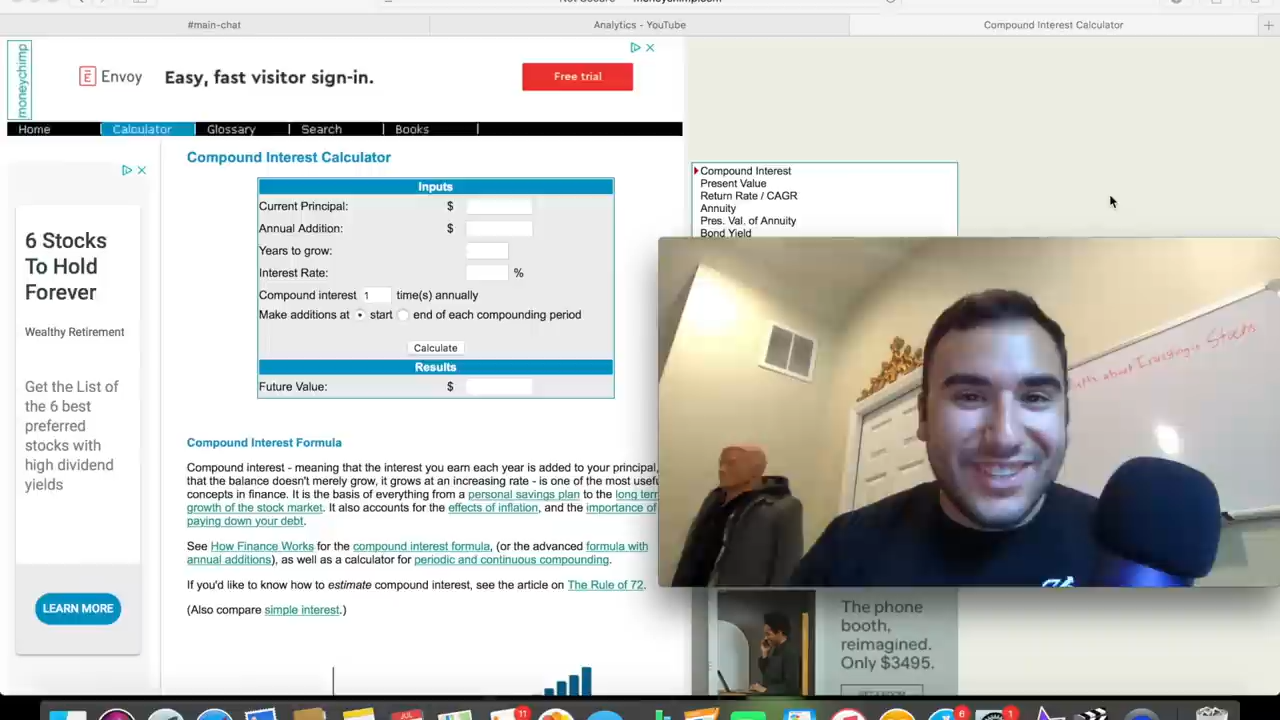 #main-chat
Analytics - YouTube
Compound Interest Calculator
+
moneychimp
Envoy
Easy, fast visitor sign-in.
Free trial
Home
Calculator
Glossary
Search
Books
Compound Interest Calculator
Inputs
Current Principal: $
Annual Addition: $
Years to grow:
Interest Rate: %
Compound interest 1 time(s) annually
Make additions at start end of each compounding period
Calculate
Results
Future Value: $
Compound Interest
Present Value
Return Rate / CAGR
Annuity
Pres. Val. of Annuity
Bond Yield
6 Stocks
To Hold
Forever
Wealthy Retirement
Get the List of
the 6 best
preferred
stocks with
high dividend
yields
LEARN MORE
Compound Interest Formula
Compound interest - meaning that the interest you earn each year is added to your principal,
that the balance doesn't merely grow, it grows at an increasing rate - is one of the most
concepts in finance. It is the basis of everything from a personal savings plan to the long
growth of the stock market. It also accounts for the effects of inflation, and the importance of
paying down your debt.
See How Finance Works for the compound interest formula, (or the advanced formula with
annual additions), as well as a calculator for periodic and continuous compounding.
If you'd like to know how to estimate compound interest, see the article on The Rule of 72.
(Also compare simple interest.)
about Investing in Stocks
The phone
booth,
reimagined.
Only $3495.
JUL
11
6
1